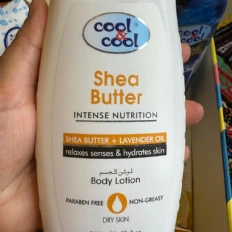 cool
&
cool
Shea
Butter
INTENSE NUTRITION
SHEA BUTTER + LAVENDER OIL
relaxes senses & hydrates skin
لوشن للجسم
Body Lotion
PARABEN FREE
NON-GREASY
DRY SKIN